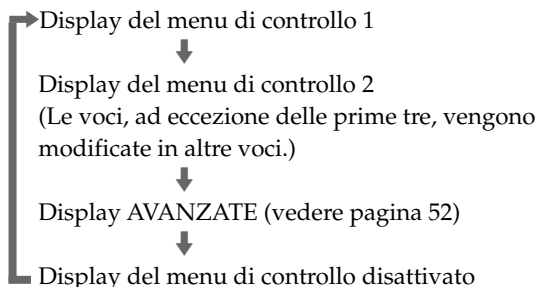 Display del menu di controllo 1
Display del menu di controllo 2
(Le voci, ad eccezione delle prime tre, vengono
modificate in altre voci.)
Display AVANZATE (vedere pagina 52)
Display del menu di controllo disattivato